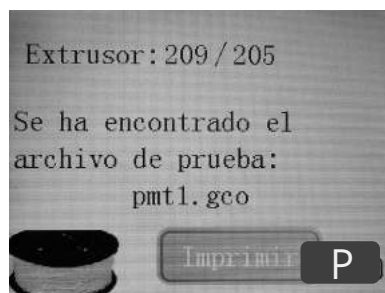 Extrusor: 209/205
Se ha encontrado el
archivo de prueba:
pmt1.gco
Imprimir
P